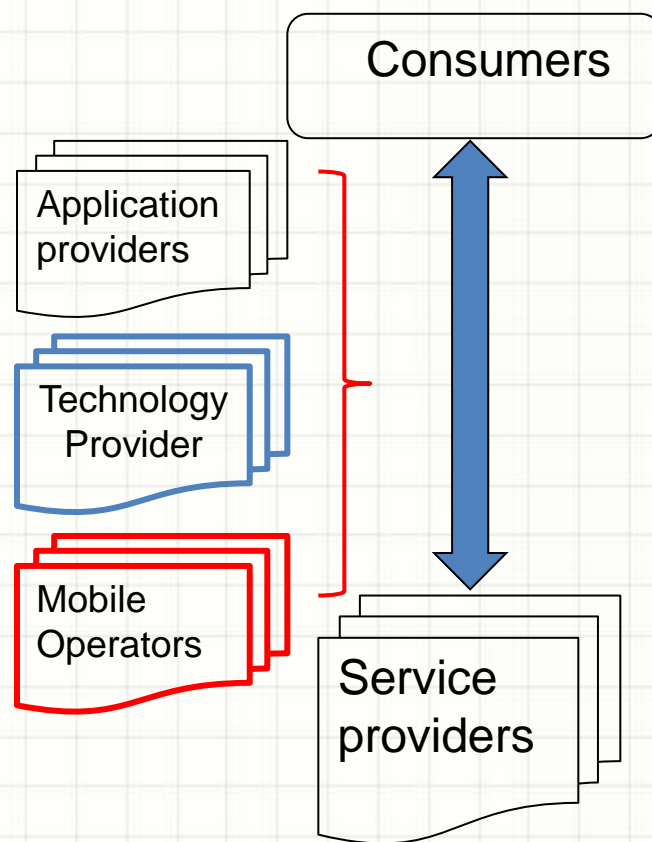 Consumers
Application
providers
Technology
Provider
Mobile
Operators
Service
providers